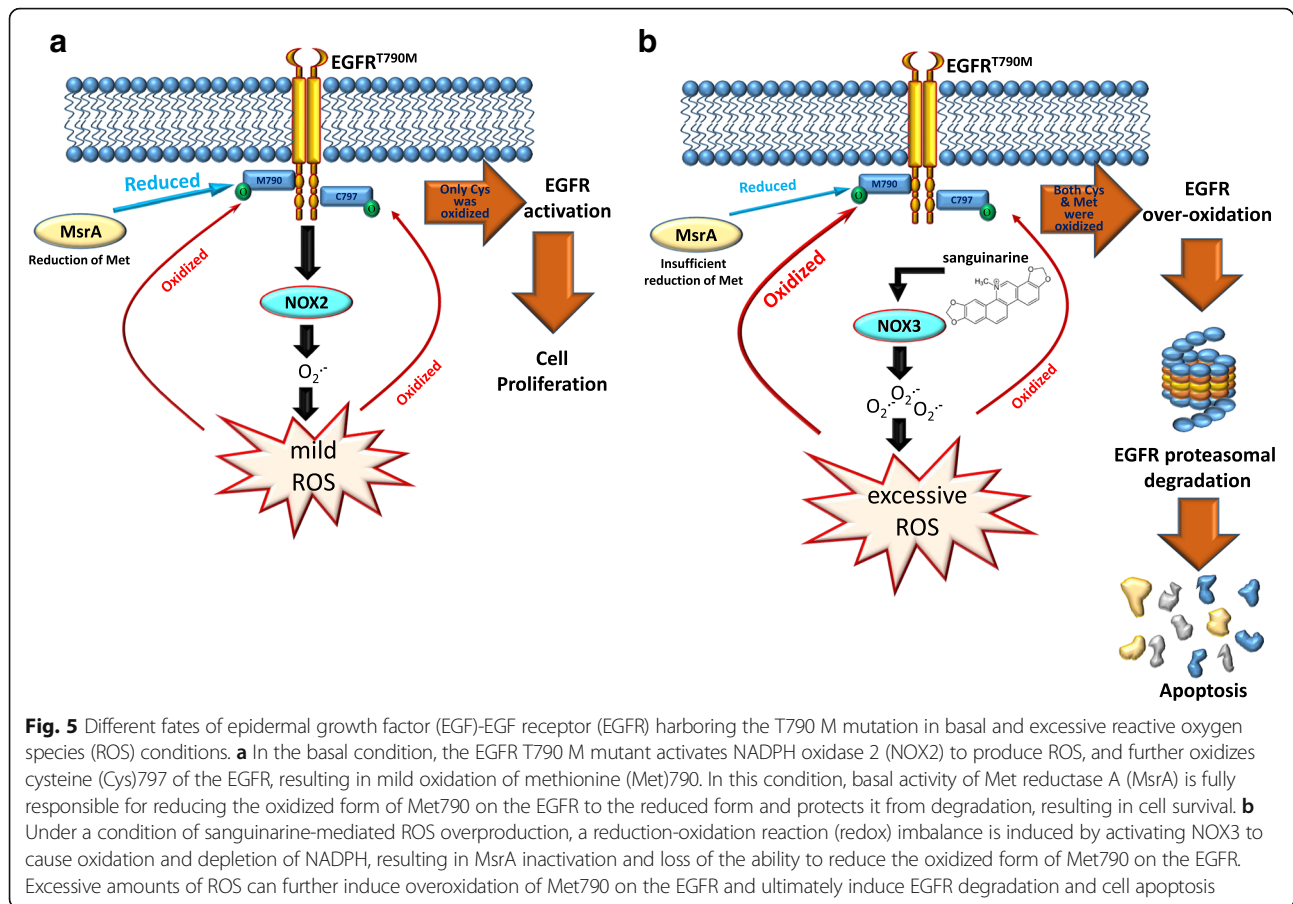 a
EGFRT790M
Reduced
M790
O
C797
O
MsrA
Reduction of Met
Oxidized
Only Cys
was
oxidized
EGFR
activation
NOX2
O2·-
Oxidized
Cell
Proliferation
mild
ROS
b
EGFRT790M
Reduced
M790
O
C797
O
MsrA
Insufficient
reduction of Met
Oxidized
Both Cys
& Met
were
oxidized
EGFR
over-oxidation
sanguinarine
H3C
N
O
O
O
O
NOX3
O2·-
O2·- O2·-
Oxidized
excessive
ROS
EGFR proteasomal
degradation
Apoptosis
Fig. 5 Different fates of epidermal growth factor (EGF)-EGF receptor (EGFR) harboring the T790 M mutation in basal and excessive reactive oxygen
species (ROS) conditions. a In the basal condition, the EGFR T790 M mutant activates NADPH oxidase 2 (NOX2) to produce ROS, and further oxidizes
cysteine (Cys)797 of the EGFR, resulting in mild oxidation of methionine (Met)790. In this condition, basal activity of Met reductase A (MsrA) is fully
responsible for reducing the oxidized form of Met790 on the EGFR to the reduced form and protects it from degradation, resulting in cell survival. b
Under a condition of sanguinarine-mediated ROS overproduction, a reduction-oxidation reaction (redox) imbalance is induced by activating NOX3 to
cause oxidation and depletion of NADPH, resulting in MsrA inactivation and loss of the ability to reduce the oxidized form of Met790 on the EGFR.
Excessive amounts of ROS can further induce overoxidation of Met790 on the EGFR and ultimately induce EGFR degradation and cell apoptosis